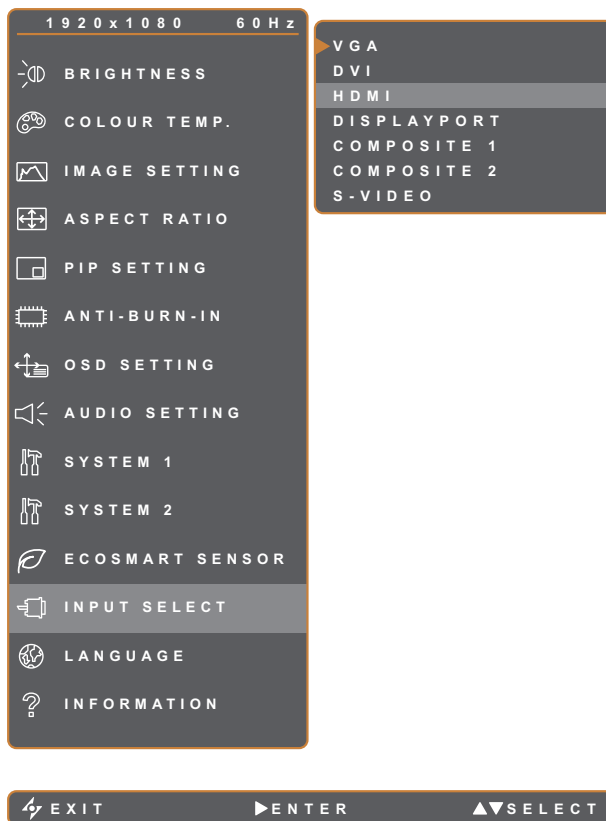 1920x1080 60Hz
BRIGHTNESS
COLOUR TEMP.
IMAGE SETTING
ASPECT RATIO
PIP SETTING
ANTI-BURN-IN
OSD SETTING
AUDIO SETTING
SYSTEM 1
SYSTEM 2
ECOSMART SENSOR
INPUT SELECT
LANGUAGE
INFORMATION
VGA
DVI
HDMI
DISPLAYPORT
COMPOSITE 1
COMPOSITE 2
S-VIDEO
EXIT ENTER SELECT